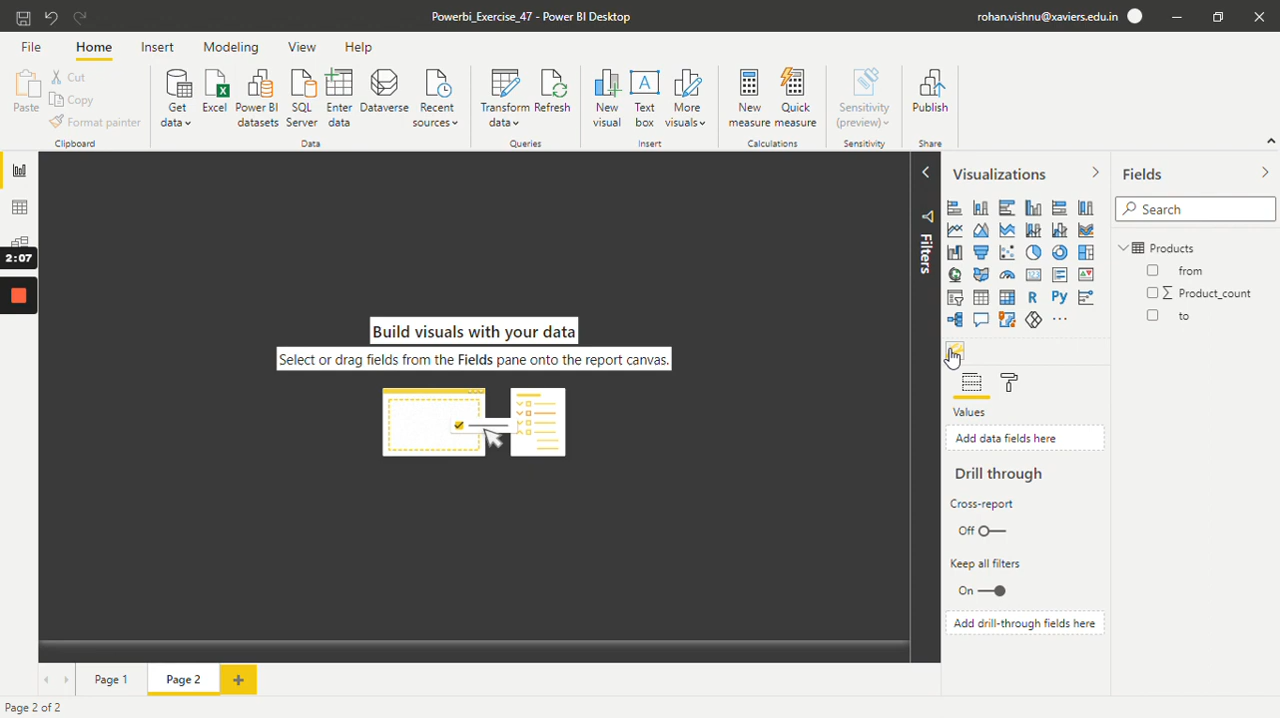 Powerbi_Exercise_47 - Power BI Desktop
rohan.vishnu@xaviers.edu.in
File Home Insert Modeling View Help
Paste
Cut
Copy
Format painter
Clipboard
Get data
Excel
Power BI datasets
SQL Server
Enter data
Dataverse
Recent sources
Data
Transform data
Refresh
Queries
New visual
Text box
More visuals
Insert
New measure
Quick measure
Calculations
Sensitivity (preview)
Sensitivity
Publish
Share
2:07
Build visuals with your data
Select or drag fields from the Fields pane onto the report canvas.
Filters
Visualizations
R
Py
Values
Add data fields here
Drill through
Cross-report
Off
Keep all filters
On
Add drill-through fields here
Fields
Search
Products
from
Product_count
to
Page 1
Page 2
Page 2 of 2